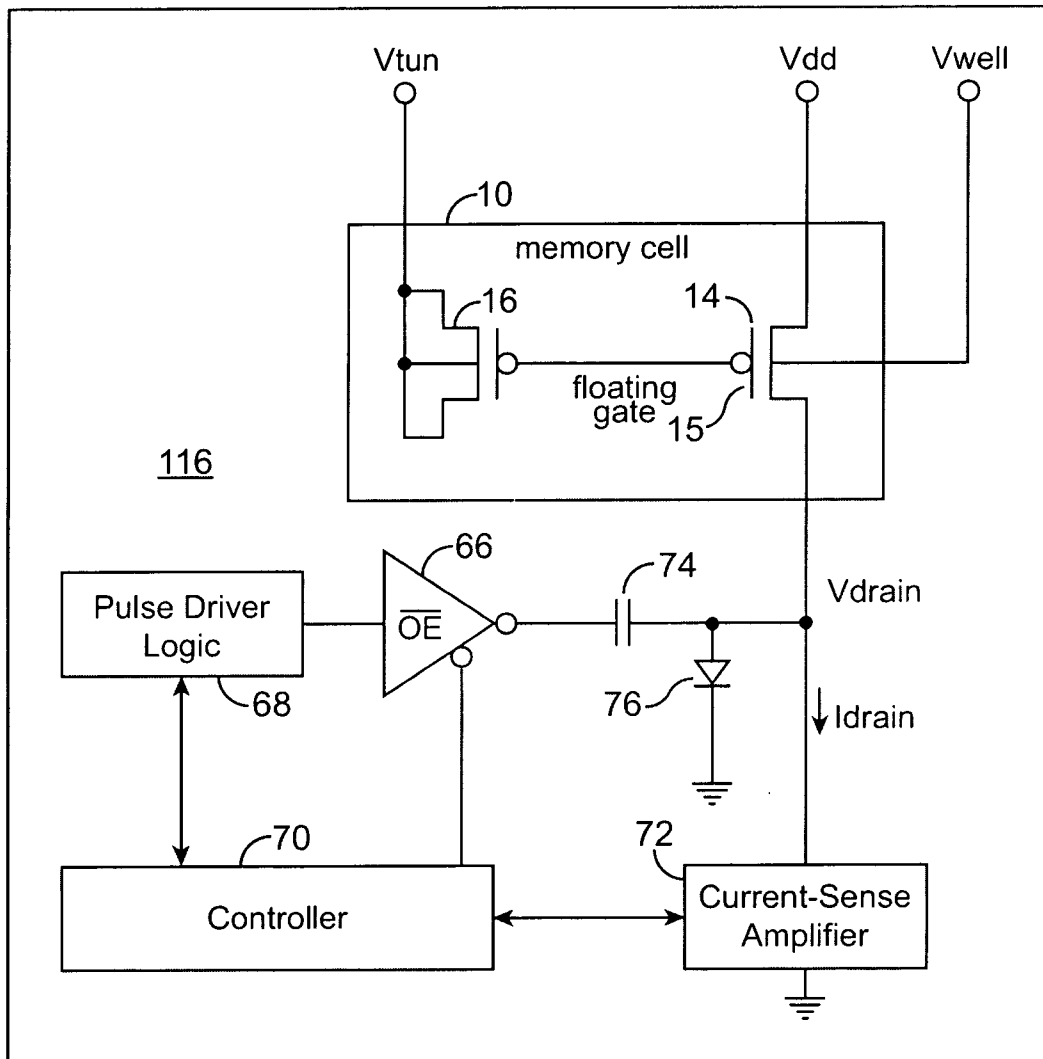 Vtun
Vdd
Vwell
10
memory cell
16
14
floating
gate
15
116
66
74
Pulse Driver
Logic
OE
Vdrain
68
76
Idrain
70
72
Controller
Current-Sense
Amplifier